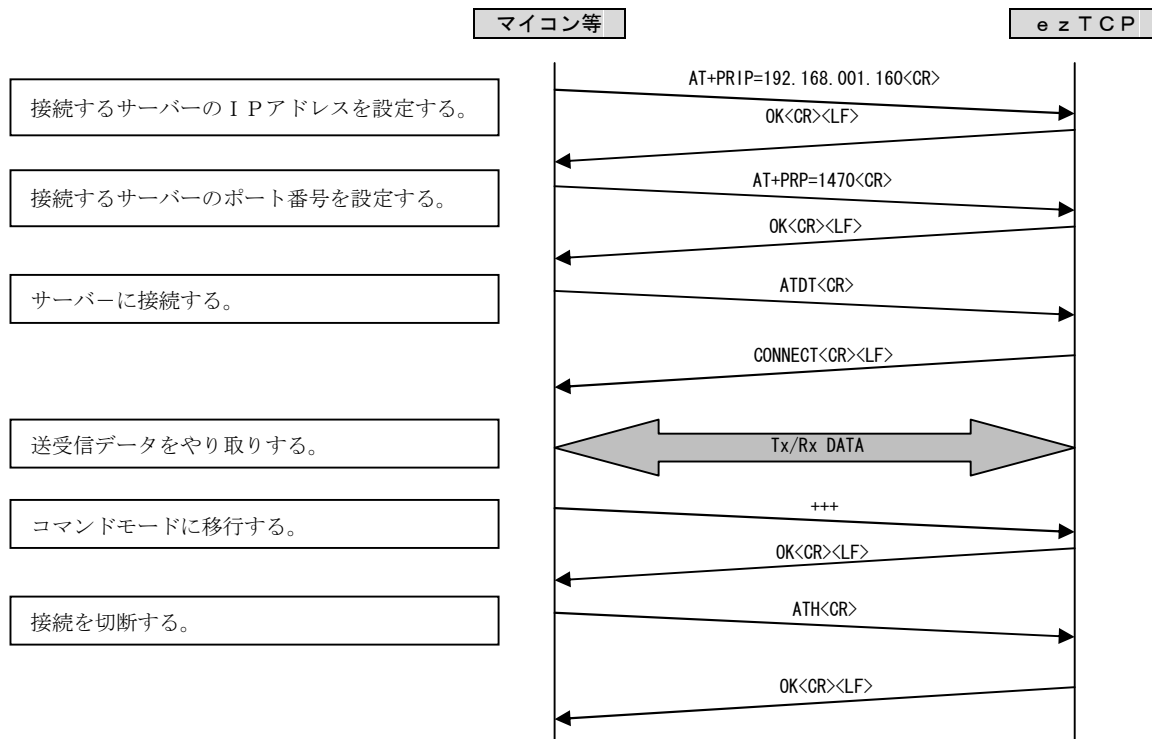 マイコン等
ｅｚＴＣＰ
接続するサーバーのＩＰアドレスを設定する。
AT+PRIP=192.168.001.160<CR>
OK<CR><LF>
接続するサーバーのポート番号を設定する。
AT+PRP=1470<CR>
OK<CR><LF>
サーバ－に接続する。
ATDT<CR>
CONNECT<CR><LF>
送受信データをやり取りする。
Tx/Rx DATA
コマンドモードに移行する。
+++
OK<CR><LF>
接続を切断する。
ATH<CR>
OK<CR><LF>